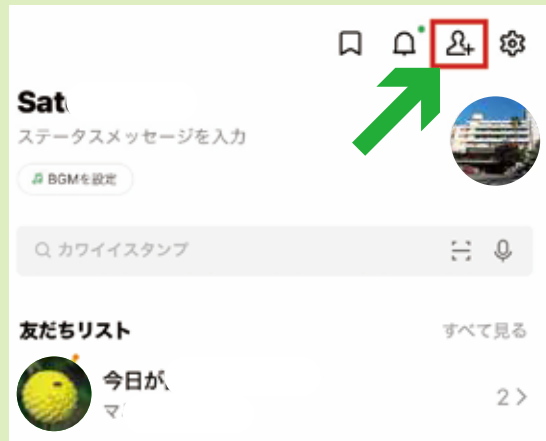 Sat
ステータスメッセージを入力
BGMを設定
カワイイスタンプ
友だちリスト すべて見る
今日が、
マ
2